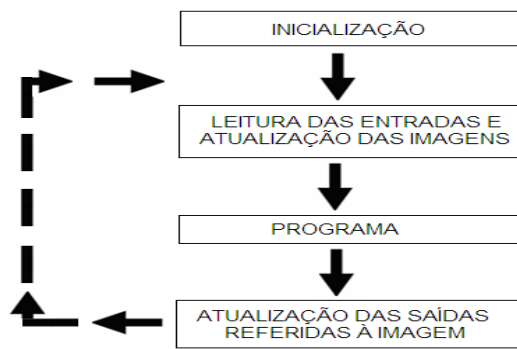 INICIALIZAÇÃO
LEITURA DAS ENTRADAS E
ATUALIZAÇÃO DAS IMAGENS
PROGRAMA
ATUALIZAÇÃO DAS SAÍDAS
REFERIDAS À IMAGEM